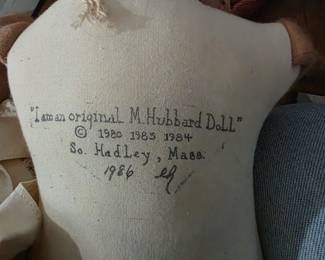 "I am an original M. Hubbard Doll"
© 1980 1983 1984
So. Hadley, Mass.
1986